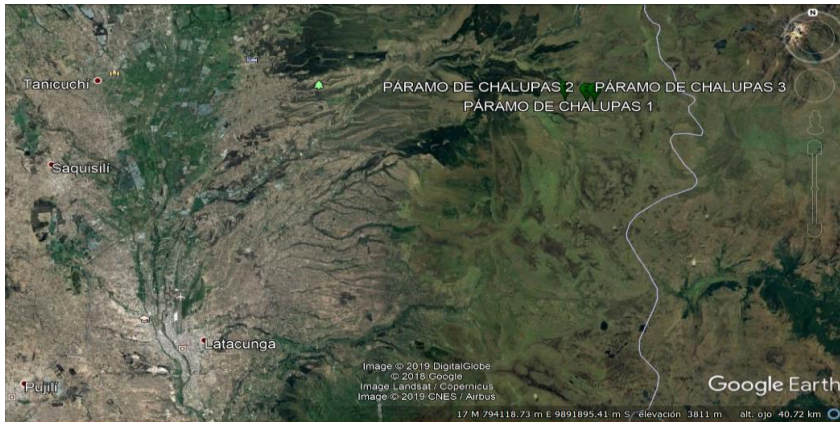 N
Tanicuchí
PÁRAMO DE CHALUPAS 2
PÁRAMO DE CHALUPAS 3
PÁRAMO DE CHALUPAS 1
Saquisilí
Latacunga
Pujilí
Image © 2019 DigitalGlobe
© 2018 Google
Image Landsat / Copernicus
Image © 2019 CNES / Airbus
Google Earth
17 M 794118.73 m E 9891895.41 m S elevación 3811 m alt. ojo 40.72 km